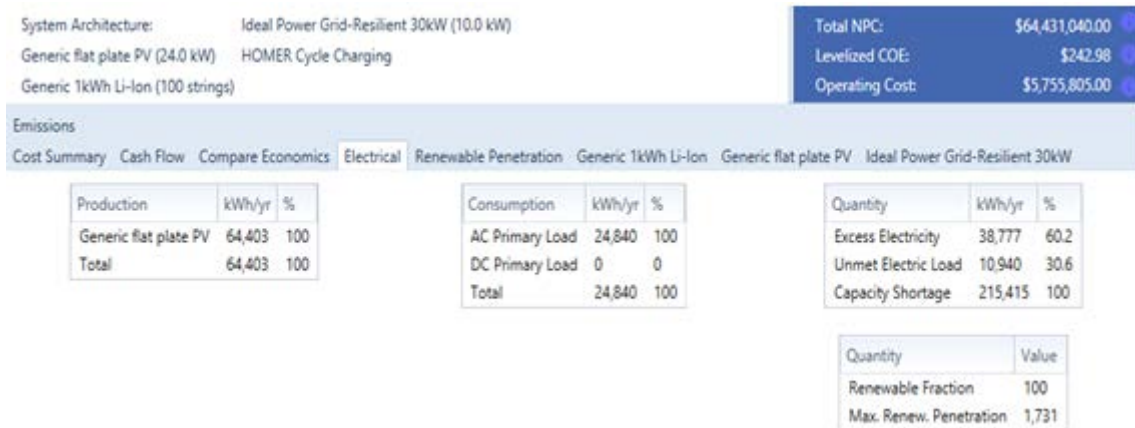 System Architecture: Ideal Power Grid-Resilient 30kW (10.0 kW)
Generic flat plate PV (24.0 kW) HOMER Cycle Charging
Generic 1kWh Li-Ion (100 strings)
Total NPC: $64,431,040.00
Levelized COE: $242.98
Operating Cost: $5,755,805.00
Emissions
Cost Summary Cash Flow Compare Economics Electrical Renewable Penetration Generic 1kWh Li-Ion Generic flat plate PV Ideal Power Grid-Resilient 30kW
Production kWh/yr %
Generic flat plate PV 64,403 100
Total 64,403 100
Consumption kWh/yr %
AC Primary Load 24,840 100
DC Primary Load 0 0
Total 24,840 100
Quantity kWh/yr %
Excess Electricity 38,777 60.2
Unmet Electric Load 10,940 30.6
Capacity Shortage 215,415 100
Quantity Value
Renewable Fraction 100
Max. Renew. Penetration 1,731